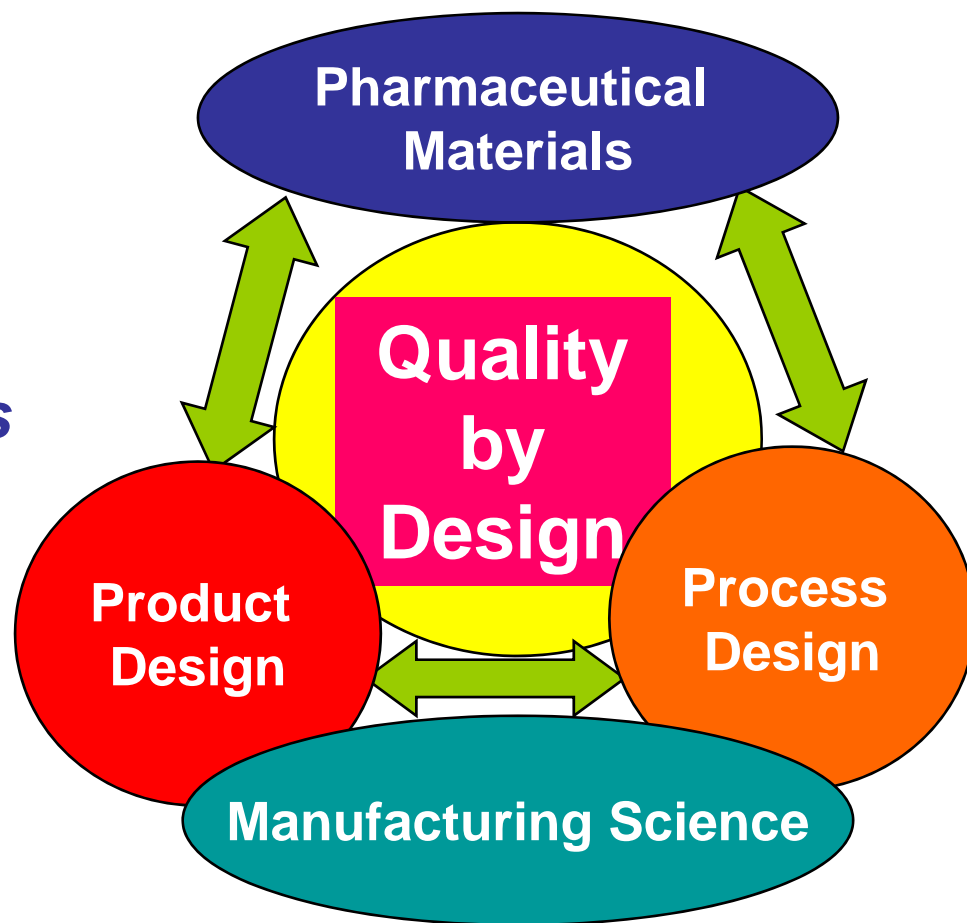 Pharmaceutical
Materials
Quality
by
Design
s
Product
Design
Process
Design
Manufacturing Science